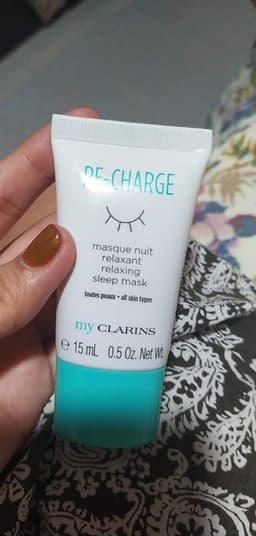 RE-CHARGE
masque nuit
relaxant
relaxing
sleep mask
toutes peaux • all skin types
my CLARINS
℮ 15 mL 0.5 Oz. Net Wt.